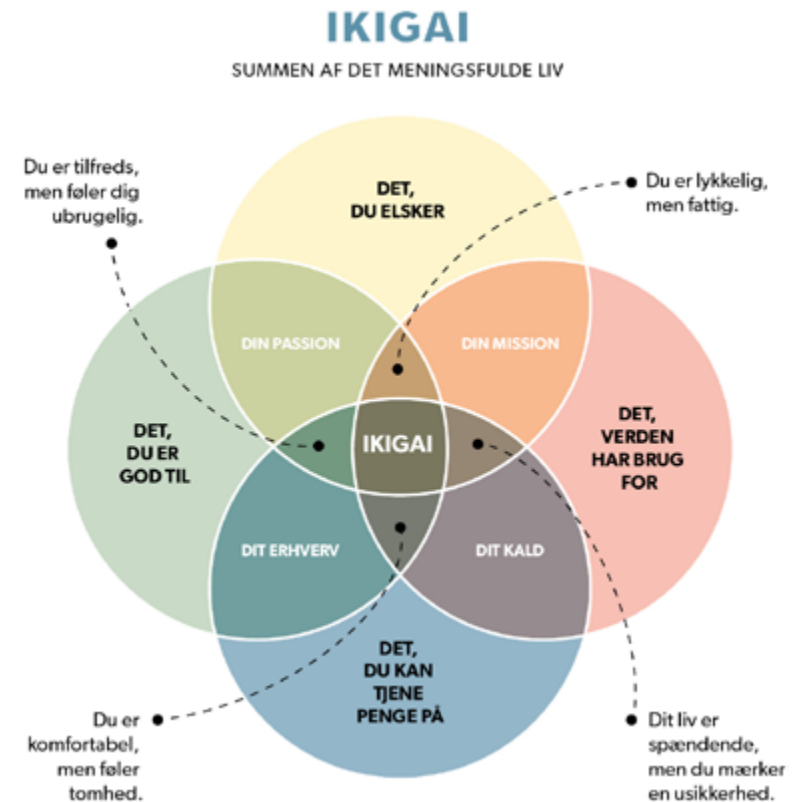 IKIGAI
SUMMEN AF DET MENINGSFULDE LIV
Du er tilfreds,
men føler dig
ubrugelig.
DET,
DU ELSKER
Du er lykkelig,
men fattig.
DIN PASSION
DIN MISSION
DET,
DU ER
GOD TIL
IKIGAI
DET,
VERDEN
HAR BRUG
FOR
DIT ERHVERV
DIT KALD
DET,
DU KAN
TJENE
PENGE PÅ
Du er
komfortabel,
men føler
tomhed.
Dit liv er
spændende,
men du mærker
en usikkerhed.